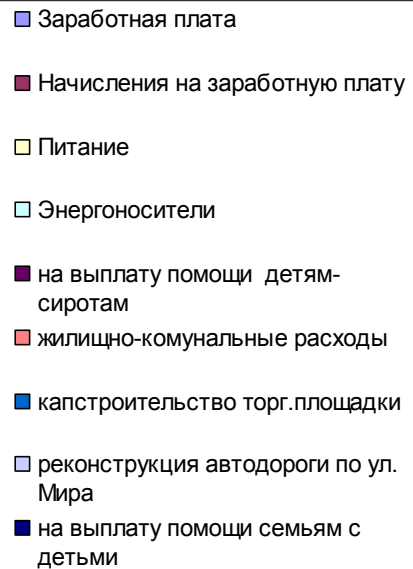 Заработная плата
Начисления на заработную плату
Питание
Энергоносители
на выплату помощи детям-
сиротам
жилищно-комунальные расходы
капстроительство торг.площадки
реконструкция автодороги по ул.
Мира
на выплату помощи семьям с
детьми